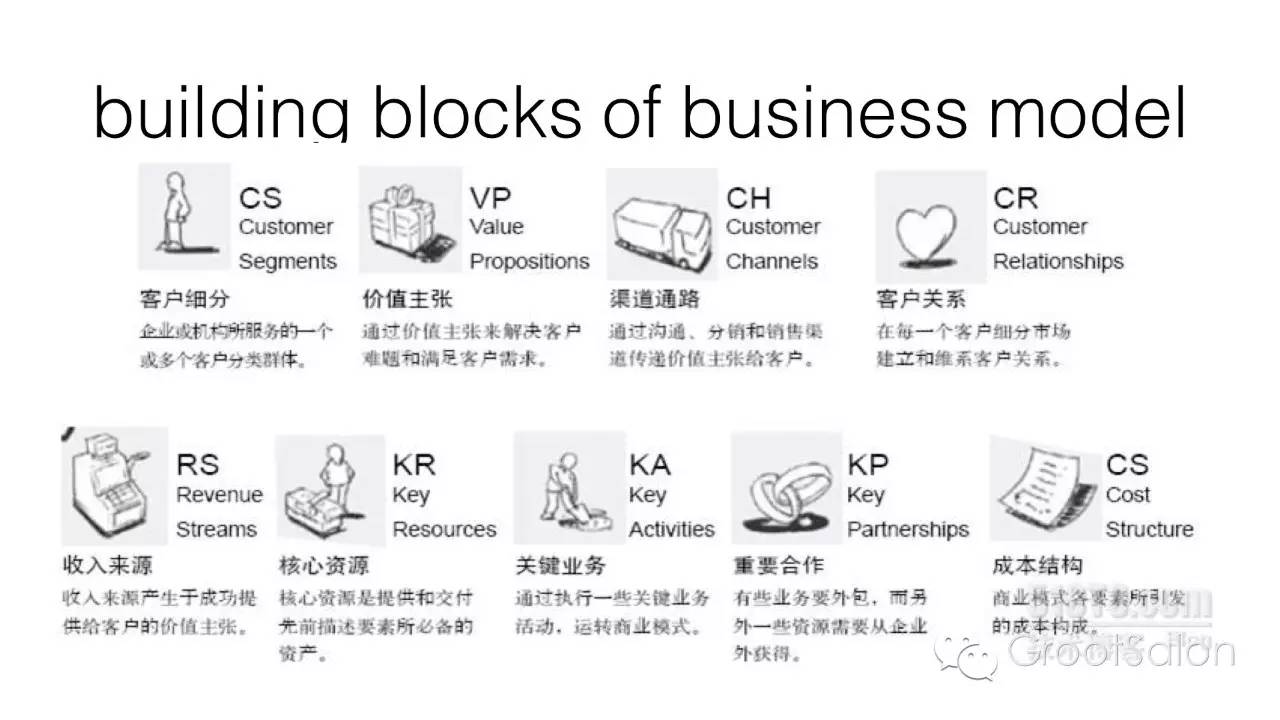 building blocks of business model
CS
Customer
Segments
客户细分
企业或机构所服务的一个
或多个客户分类群体。
VP
Value
Propositions
价值主张
通过价值主张来解决客户
难题和满足客户需求。
CH
Customer
Channels
渠道通路
通过沟通、分销和销售渠
道传递价值主张给客户。
CR
Customer
Relationships
客户关系
在每一个客户细分市场
建立和维系客户关系。
RS
Revenue
Streams
收入来源
收入来源产生于成功提
供给客户的价值主张。
KR
Key
Resources
核心资源
核心资源是提供和交付
先前描述要素所必备的
资产。
KA
Key
Activities
关键业务
通过执行一些关键业务
活动，运转商业模式。
KP
Key
Partnerships
重要合作
有些业务要外包，而另
外一些资源需要从企业
外获得。
CS
Cost
Structure
成本结构
商业模式各要素所引发
的成本构成。